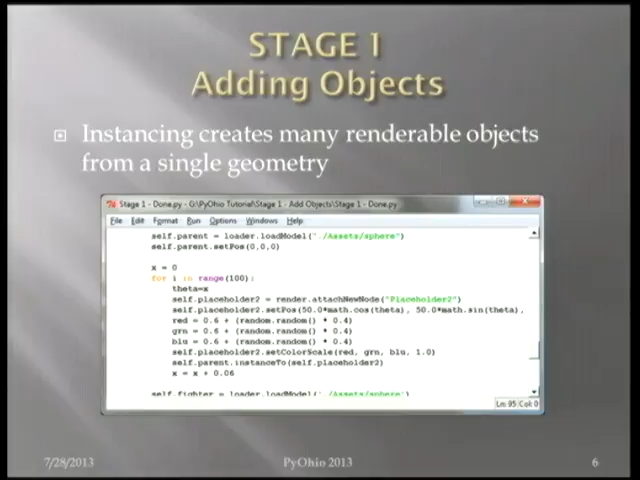 STAGE 1
Adding Objects
Instancing creates many renderable objects
from a single geometry
Stage 1 - Done.py - G:\PyOhio Tutorial\Stage 1 - Add Objects\Stage 1 - Done.py
File Edit Format Run Options Windows Help
self.parent = loader.loadModel("./Assets/sphere")
self.parent.setPos(0,0,0)
x = 0
for i in range(100):
theta=x
self.placeholder2 = render.attachNewNode("Placeholder2")
self.placeholder2.setPos(50.0*math.cos(theta), 50.0*math.sin(theta),
red = 0.6 + (random.random() * 0.4)
grn = 0.6 + (random.random() * 0.4)
blu = 0.6 + (random.random() * 0.4)
self.placeholder2.setColorScale(red, grn, blu, 1.0)
self.parent.instanceTo(self.placeholder2)
x = x + 0.06
self.fighter = loader.loadModel("./Assets/sphere")
Ln: 95 Col: 0
7/28/2013
PyOhio 2013
6